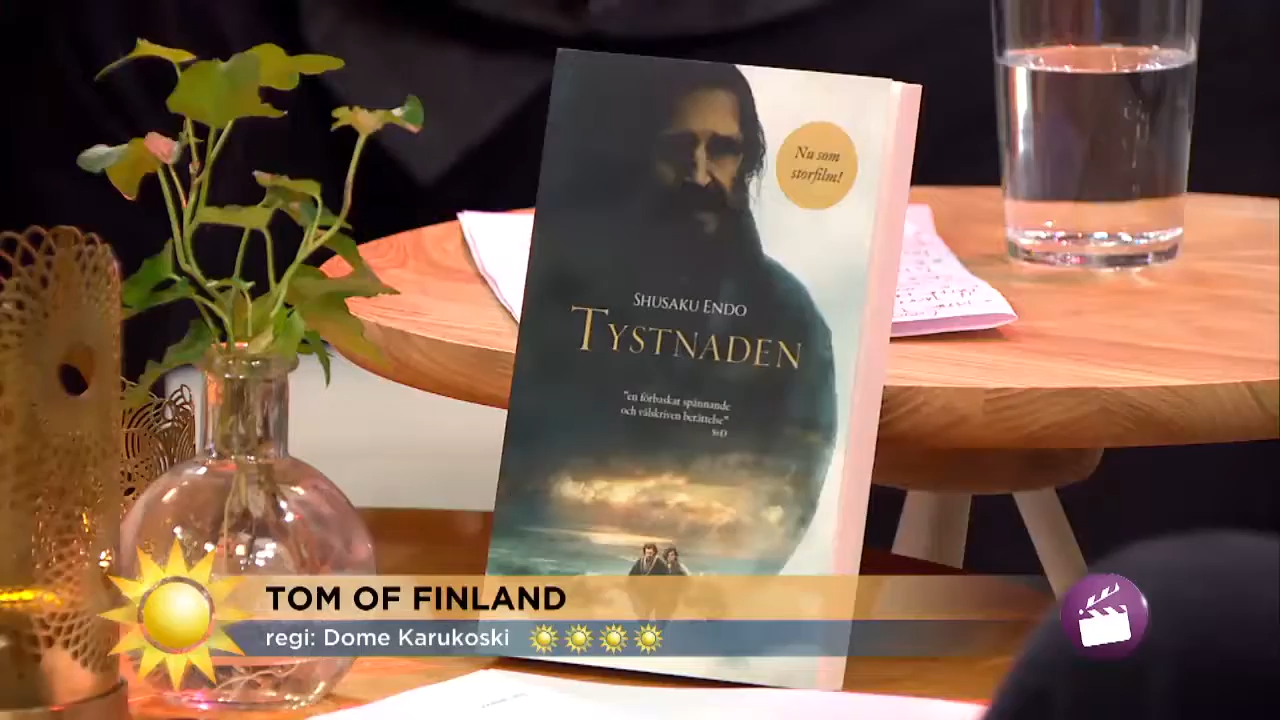 Nu som
storfilm!
SHUSAKU ENDO
TYSTNADEN
"en förbaskat spännande
och välskriven berättelse"
SvD
TOM OF FINLAND
regi: Dome Karukoski